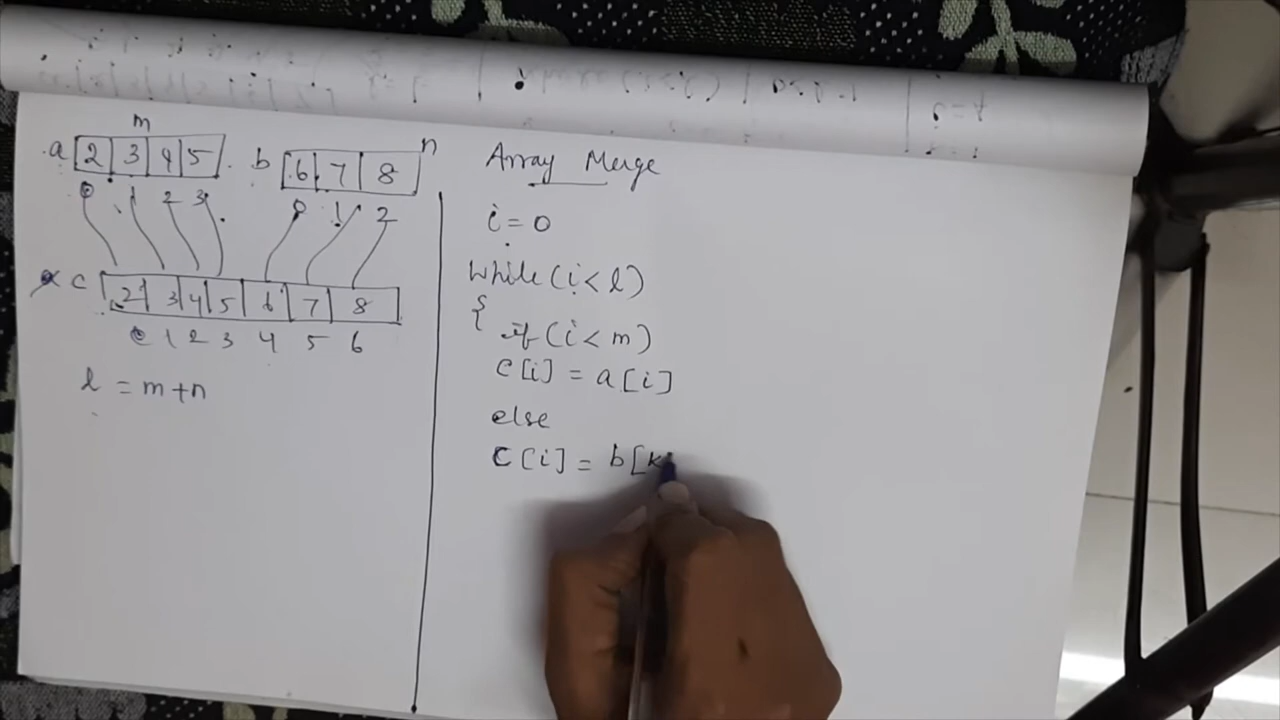 m
a 2 3 4 5
0 1 2 3
b 6 7 8 n
0 1 2
c 2 3 4 5 6 7 8
0 1 2 3 4 5 6
l = m+n
Array Merge
i = 0
while (i < l)
{ if (i < m)
c[i] = a[i]
else
c[i] = b[k